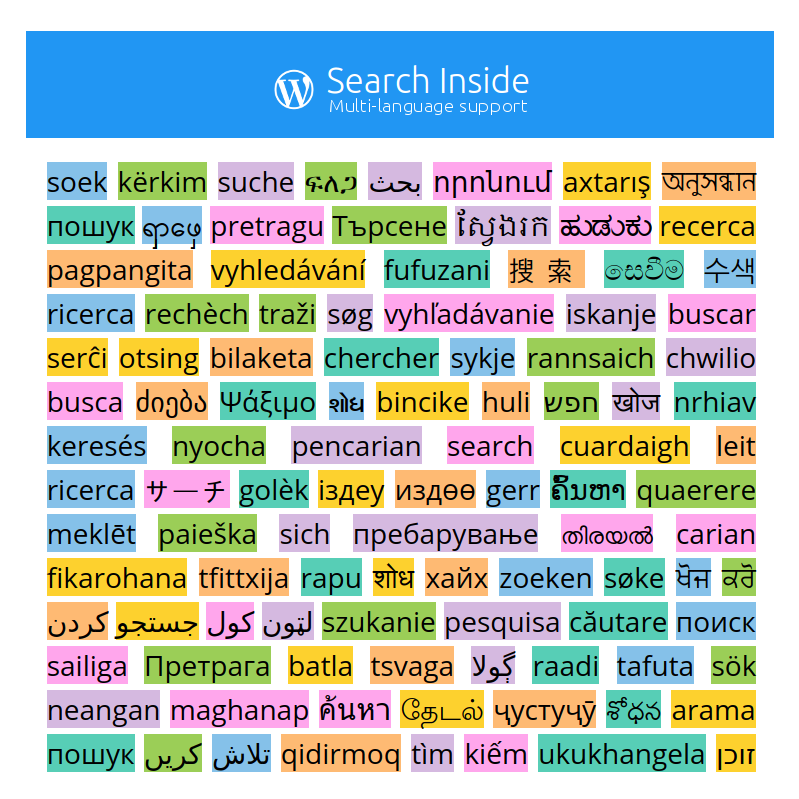 Search Inside
Multi-language support
soek kërkim suche ፍለጋ بحث որոնում axtarış অনুসন্ধান
пошук ရှာဖွေ pretragu Търсене ស្វែងរក ಹುಡುಕು recerca
pagpangita vyhledávání fufuzani 搜索 සෙවීම 수색
ricerca rechèch traži søg vyhľadávanie iskanje buscar
serĉi otsing bilaketa chercher sykje rannsaich chwilio
busca ძიება Ψάξιμο શોધ bincike huli חפש खोज nrhiav
keresés nyocha pencarian search cuardaigh leit
ricerca サーチ golèk іздеу издөө gerr ຄົ້ນຫາ quaerere
meklēt paieška sich пребарување തിരയൽ carian
fikarohana tfittxija rapu शोध хайх zoeken søke ਖੋਜ ਕਰੋ
کردن جستجو کول لټون szukanie pesquisa căutare поиск
sailiga Претрага batla tsvaga ڳولا raadi tafuta sök
neangan maghanap ค้นหา தேடல் ҷустуҷӯ శోధన arama
пошук کریں تلاش qidirmoq tìm kiếm ukukhangela זוכן